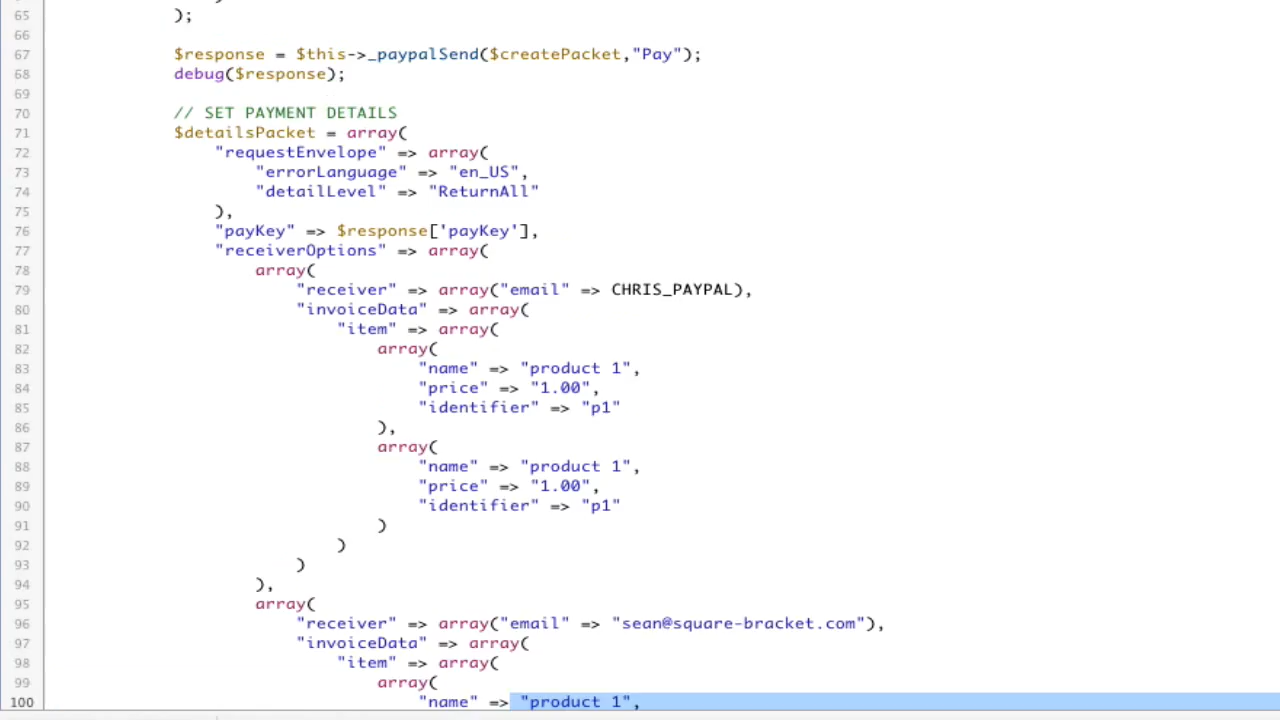 65 );
66
67 $response = $this->_paypalSend($createPacket,"Pay");
68 debug($response);
69
70 // SET PAYMENT DETAILS
71 $detailsPacket = array(
72 "requestEnvelope" => array(
73 "errorLanguage" => "en_US",
74 "detailLevel" => "ReturnAll"
75 ),
76 "payKey" => $response['payKey'],
77 "receiverOptions" => array(
78 array(
79 "receiver" => array("email" => CHRIS_PAYPAL),
80 "invoiceData" => array(
81 "item" => array(
82 array(
83 "name" => "product 1",
84 "price" => "1.00",
85 "identifier" => "p1"
86 ),
87 array(
88 "name" => "product 1",
89 "price" => "1.00",
90 "identifier" => "p1"
91 )
92 )
93 )
94 ),
95 array(
96 "receiver" => array("email" => "sean@square-bracket.com"),
97 "invoiceData" => array(
98 "item" => array(
99 array(
100 "name" => "product 1",